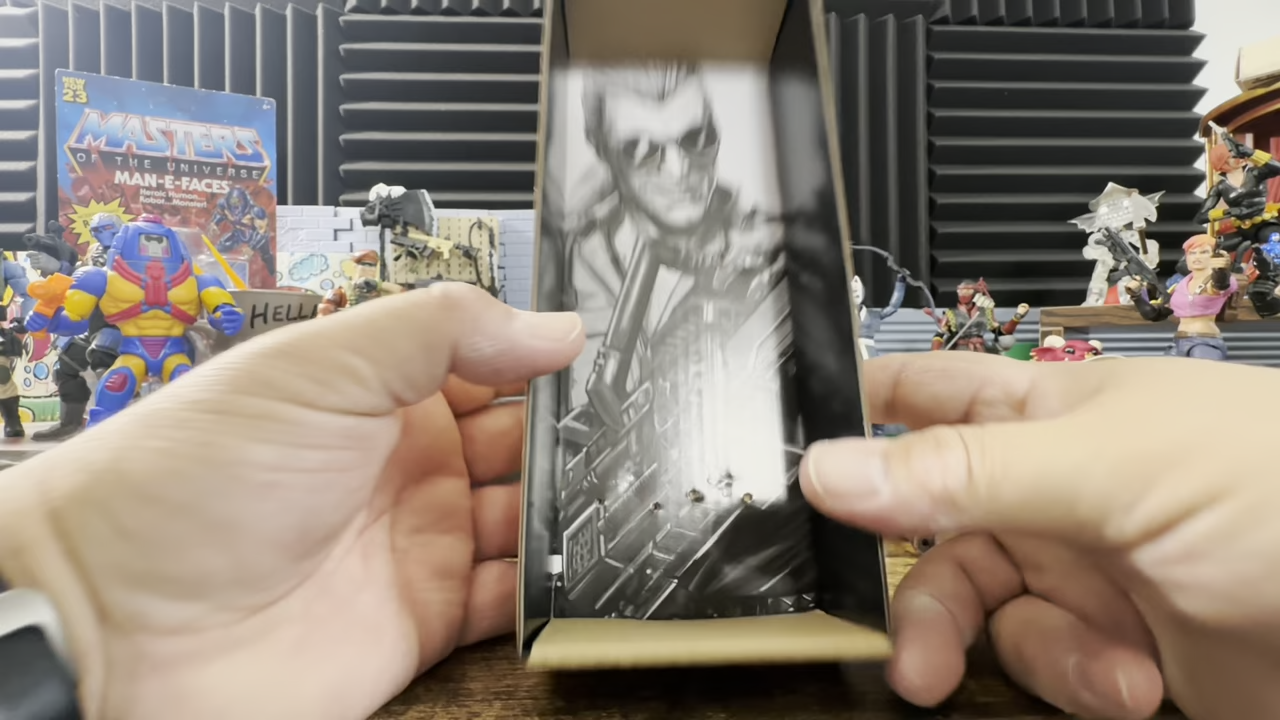 NEW
FOR
23
MASTERS
OF THE UNIVERSE
MAN-E-FACES
Heroic Human...
Robot...Monster!
HELL